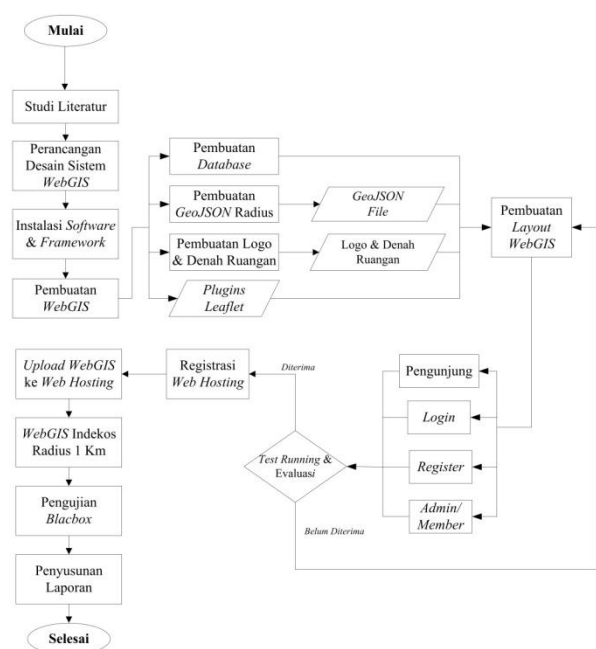 Mulai
Studi Literatur
Perancangan
Desain Sistem
WebGIS
Instalasi Software
& Framework
Pembuatan
WebGIS
Pembuatan
Database
Pembuatan
GeoJSON Radius
GeoJSON
File
Pembuatan Logo
& Denah Ruangan
Logo & Denah
Ruangan
Plugins
Leaflet
Pembuatan
Layout
WebGIS
Pengunjung
Login
Register
Admin/
Member
Test Running &
Evaluasi
Diterima
Belum Diterima
Registrasi
Web Hosting
Upload WebGIS
ke Web Hosting
WebGIS Indekos
Radius 1 Km
Pengujian
Blacbox
Penyusunan
Laporan
Selesai